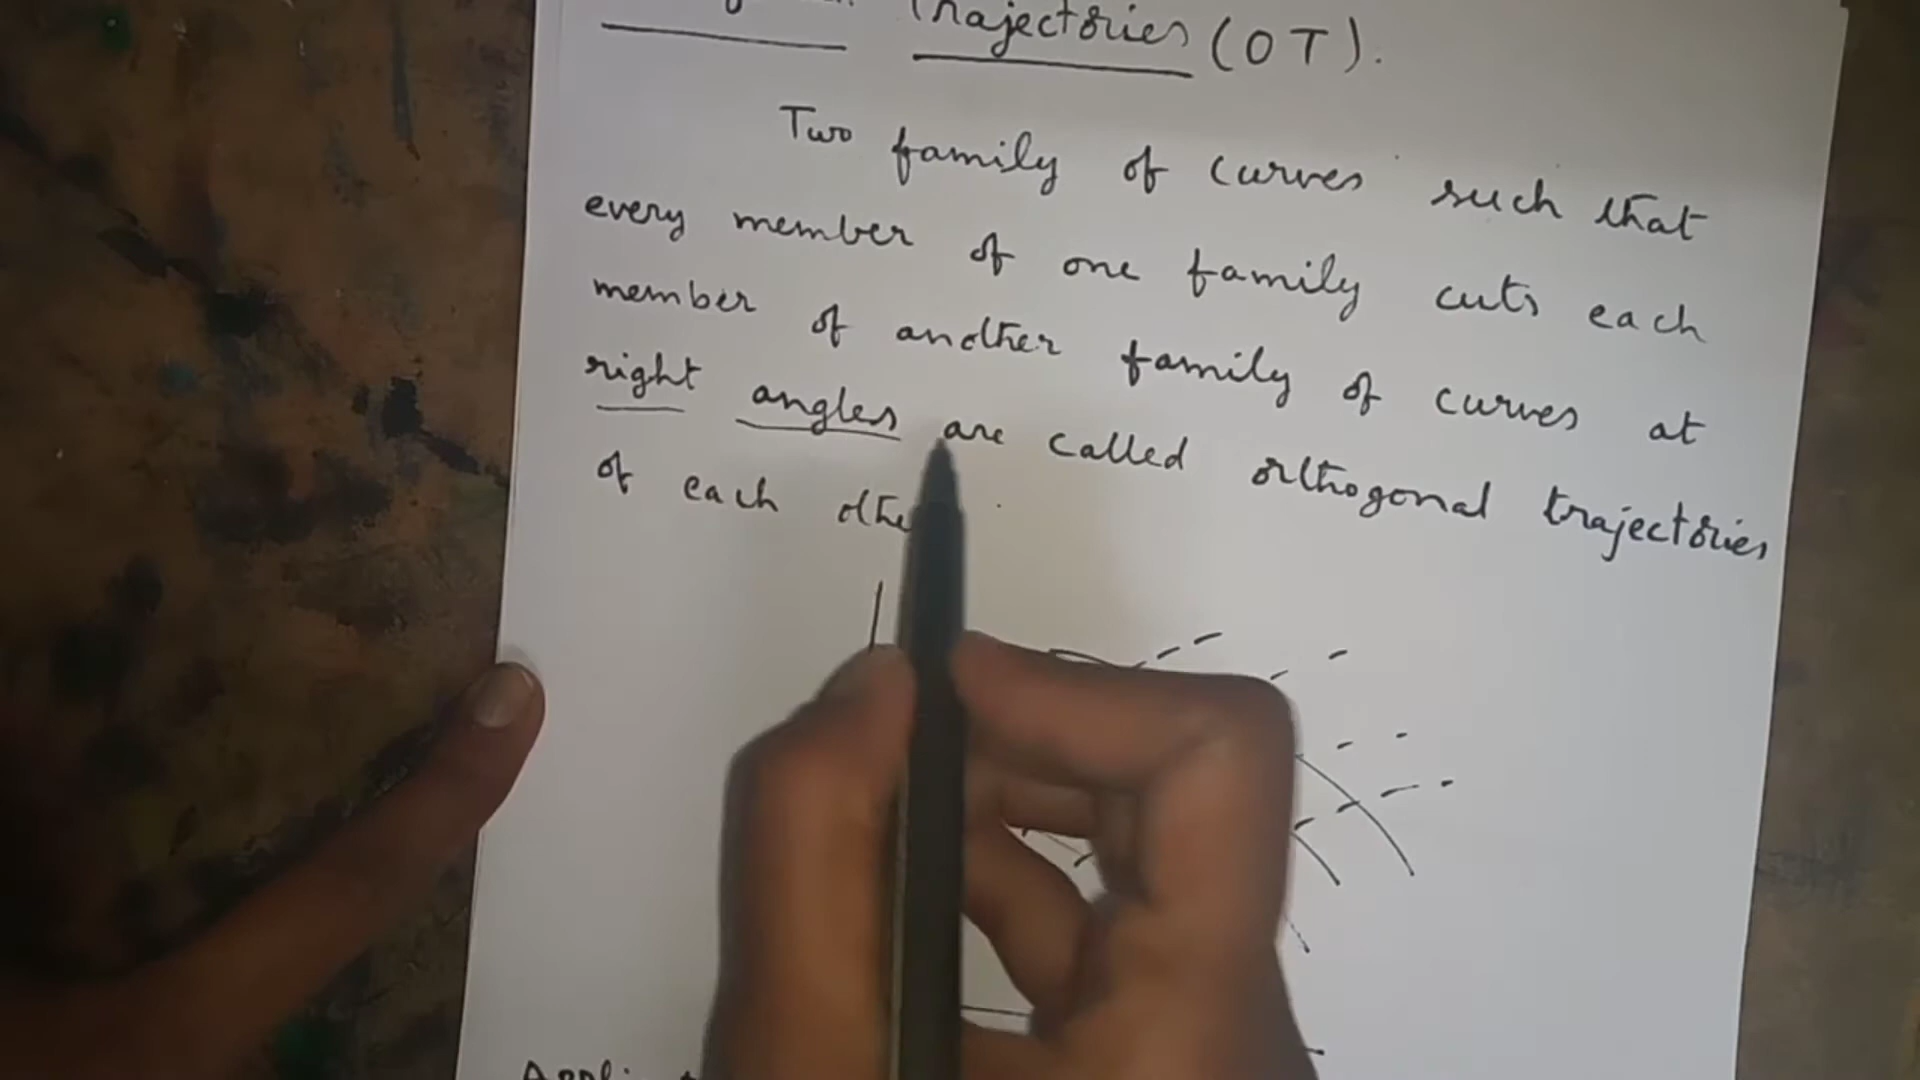 Trajectories (OT).
Two family of curves such that
every member of one family cuts each
member of another family of curves at
right angles are called orthogonal trajectories
of each othe